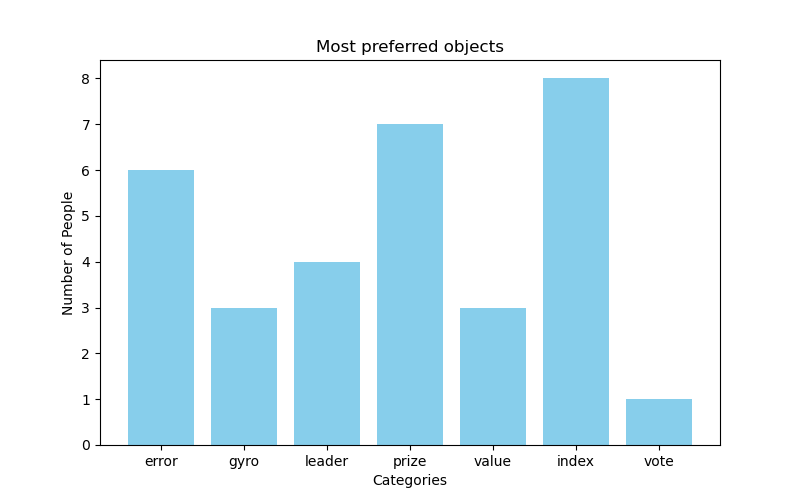 Most preferred objects
8
7
6
5
4
3
2
1
0
Number of People
error gyro leader prize value index vote
Categories